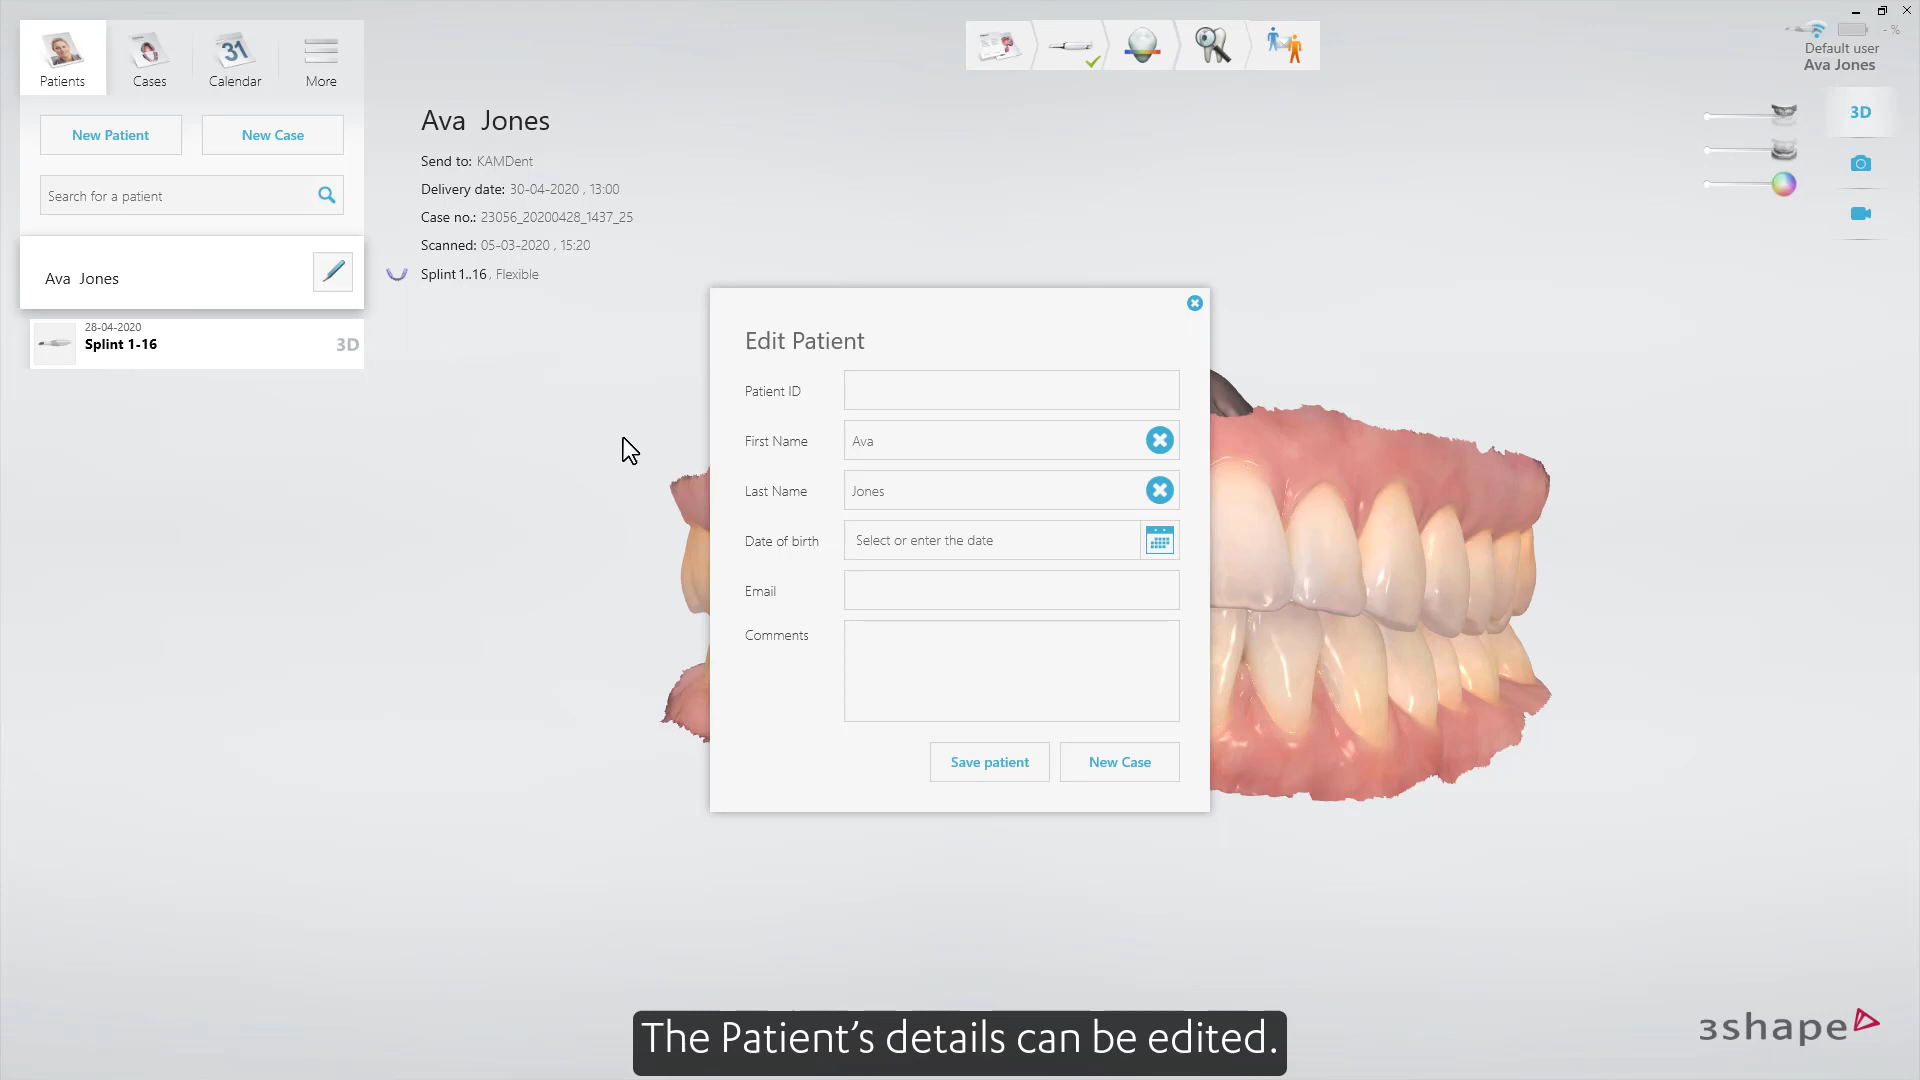 Patients
Cases
31
Calendar
More
New Patient
New Case
Search for a patient
Ava Jones
28-04-2020
Splint 1-16
3D
Ava Jones
Send to: KAMDent
Delivery date: 30-04-2020 , 13:00
Case no.: 23056_20200428_1437_25
Scanned: 05-03-2020 , 15:20
Splint 1..16 , Flexible
- %
Default user
Ava Jones
3D
Edit Patient
Patient ID
First Name
Ava
Last Name
Jones
Date of birth
Select or enter the date
Email
Comments
Save patient
New Case
The Patient’s details can be edited.
3shape